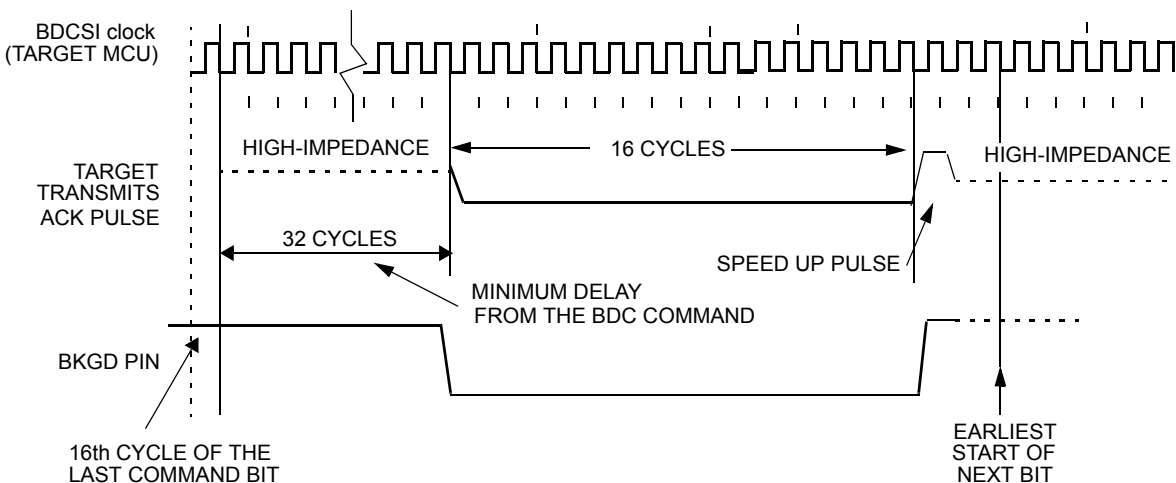 BDCSI clock
(TARGET MCU)
HIGH-IMPEDANCE
16 CYCLES
HIGH-IMPEDANCE
TARGET
TRANSMITS
ACK PULSE
32 CYCLES
SPEED UP PULSE
MINIMUM DELAY
FROM THE BDC COMMAND
BKGD PIN
16th CYCLE OF THE
LAST COMMAND BIT
EARLIEST
START OF
NEXT BIT